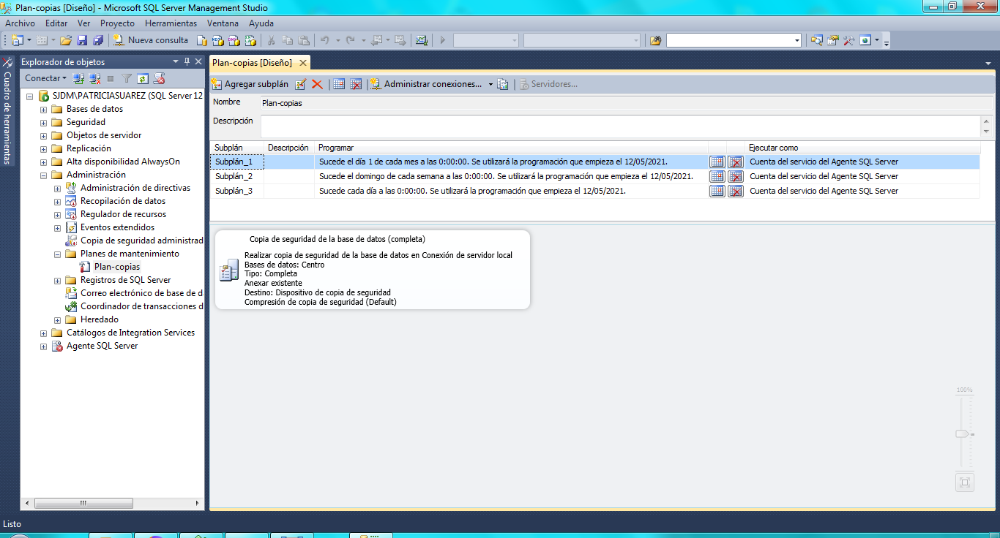 Plan-copias [Diseño] - Microsoft SQL Server Management Studio
Archivo Editar Ver Proyecto Herramientas Ventana Ayuda
Nueva consulta
Cuadro de herramientas
Explorador de objetos
Conectar
SJDM\PATRICIASUAREZ (SQL Server 12
Bases de datos
Seguridad
Objetos de servidor
Replicación
Alta disponibilidad AlwaysOn
Administración
Administración de directivas
Recopilación de datos
Regulador de recursos
Eventos extendidos
Copia de seguridad administrad
Planes de mantenimiento
Plan-copias
Registros de SQL Server
Correo electrónico de base de d
Coordinador de transacciones d
Heredado
Catálogos de Integration Services
Agente SQL Server
Plan-copias [Diseño]
Agregar subplán Administrar conexiones... Servidores...
Nombre Plan-copias
Descripción
Subplán Descripción Programar Ejecutar como
Subplán_1 Sucede el día 1 de cada mes a las 0:00:00. Se utilizará la programación que empieza el 12/05/2021. Cuenta del servicio del Agente SQL Server
Subplán_2 Sucede el domingo de cada semana a las 0:00:00. Se utilizará la programación que empieza el 12/05/2021. Cuenta del servicio del Agente SQL Server
Subplán_3 Sucede cada día a las 0:00:00. Se utilizará la programación que empieza el 12/05/2021. Cuenta del servicio del Agente SQL Server
Copia de seguridad de la base de datos (completa)
Realizar copia de seguridad de la base de datos en Conexión de servidor local
Bases de datos: Centro
Tipo: Completa
Anexar existente
Destino: Dispositivo de copia de seguridad
Compresión de copia de seguridad (Default)
100%
Listo